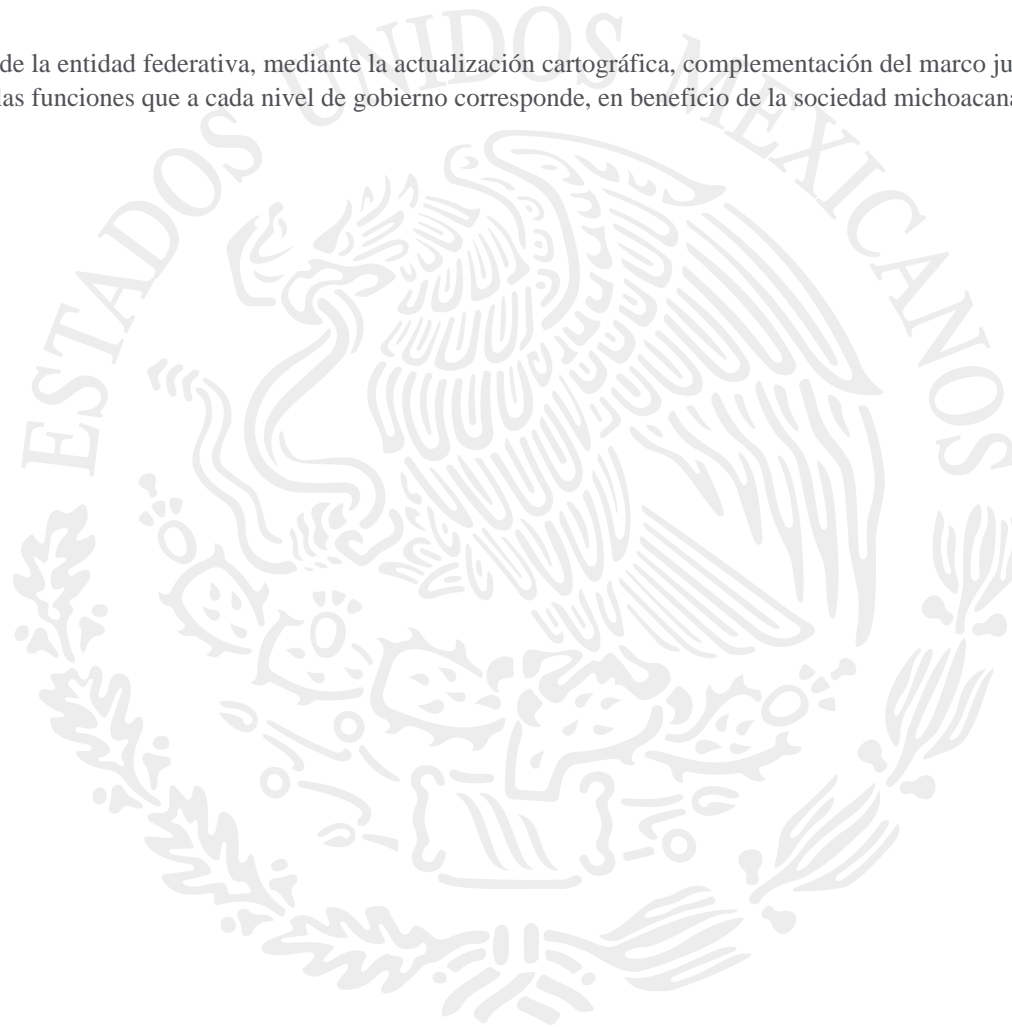 de la entidad federativa, mediante la actualización cartográfica, complementación del marco ju
las funciones que a cada nivel de gobierno corresponde, en beneficio de la sociedad michoacana
ESTADOS UNIDOS MEXICANOS